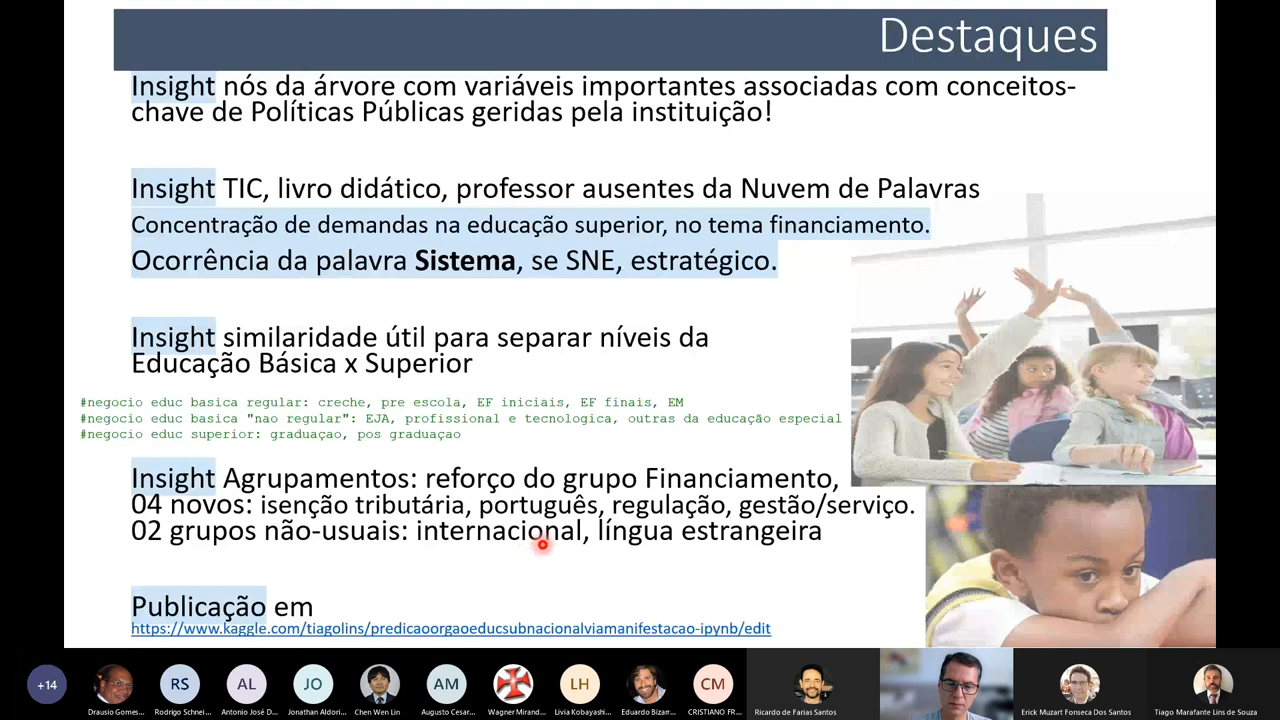 Destaques
Insight nós da árvore com variáveis importantes associadas com conceitos-
chave de Políticas Públicas geridas pela instituição!
Insight TIC, livro didático, professor ausentes da Nuvem de Palavras
Concentração de demandas na educação superior, no tema financiamento.
Ocorrência da palavra Sistema, se SNE, estratégico.
Insight similaridade útil para separar níveis da
Educação Básica x Superior
#negocio educ basica regular: creche, pre escola, EF iniciais, EF finais, EM
#negocio educ basica "nao regular": EJA, profissional e tecnologica, outras da educação especial
#negocio educ superior: graduaçao, pos graduaçao
Insight Agrupamentos: reforço do grupo Financiamento,
04 novos: isenção tributária, português, regulação, gestão/serviço.
02 grupos não-usuais: internacional, língua estrangeira
Publicação em
https://www.kaggle.com/tiagolins/predicaoorgaoeducsubnacionalviamanifestacao-ipynb/edit
+14 RS AL JO AM LH CM
Drausio Gomes... Rodrigo Schnei... Antonio José D... Jonathan Aldori... Chen Wen Lin Augusto Cesar... Wagner Mirand... Livia Kobayashi... Eduardo Bizarr... CRISTIANO FR... Ricardo de Farias Santos Erick Muzart Fonseca Dos Santos Tiago Marafante Lins de Souza